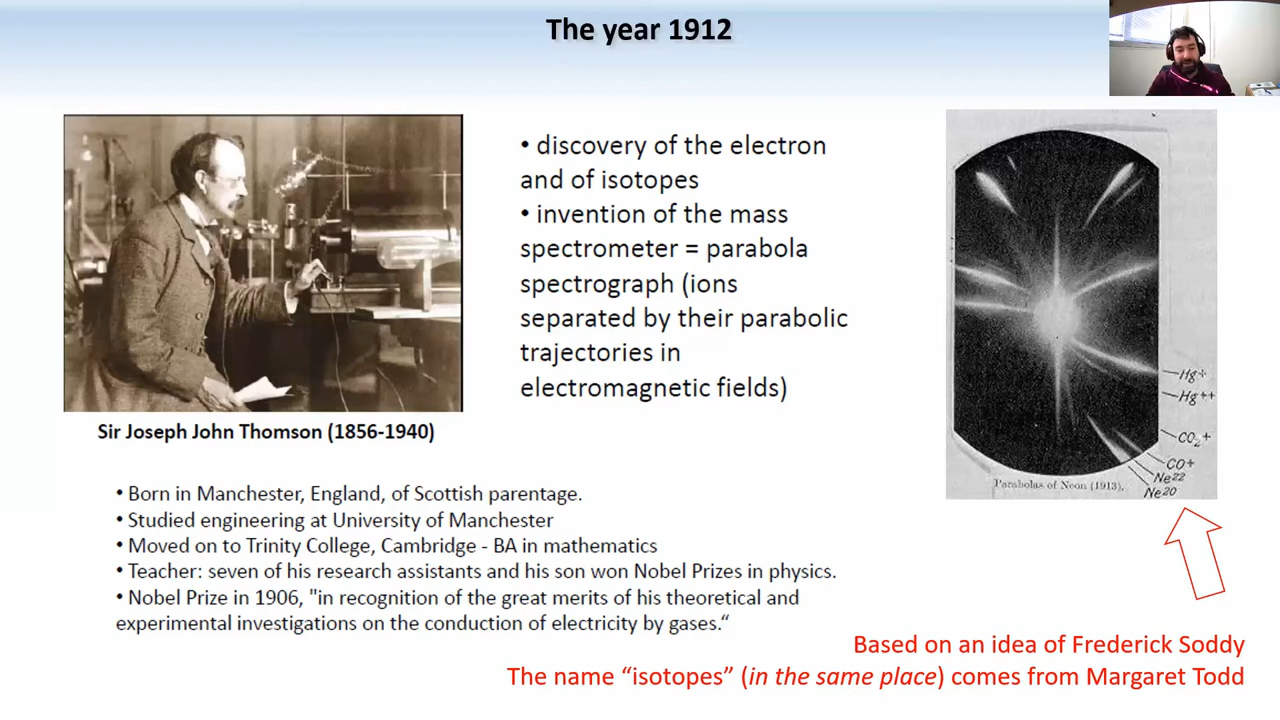 The year 1912
• discovery of the electron
and of isotopes
• invention of the mass
spectrometer = parabola
spectrograph (ions
separated by their parabolic
trajectories in
electromagnetic fields)
Sir Joseph John Thomson (1856-1940)
• Born in Manchester, England, of Scottish parentage.
• Studied engineering at University of Manchester
• Moved on to Trinity College, Cambridge - BA in mathematics
• Teacher: seven of his research assistants and his son won Nobel Prizes in physics.
• Nobel Prize in 1906, "in recognition of the great merits of his theoretical and
experimental investigations on the conduction of electricity by gases.“
Hg+
Hg++
CO₂+
CO+
Ne22
Ne20
Parabolas of Neon (1913).
Based on an idea of Frederick Soddy
The name “isotopes” (in the same place) comes from Margaret Todd